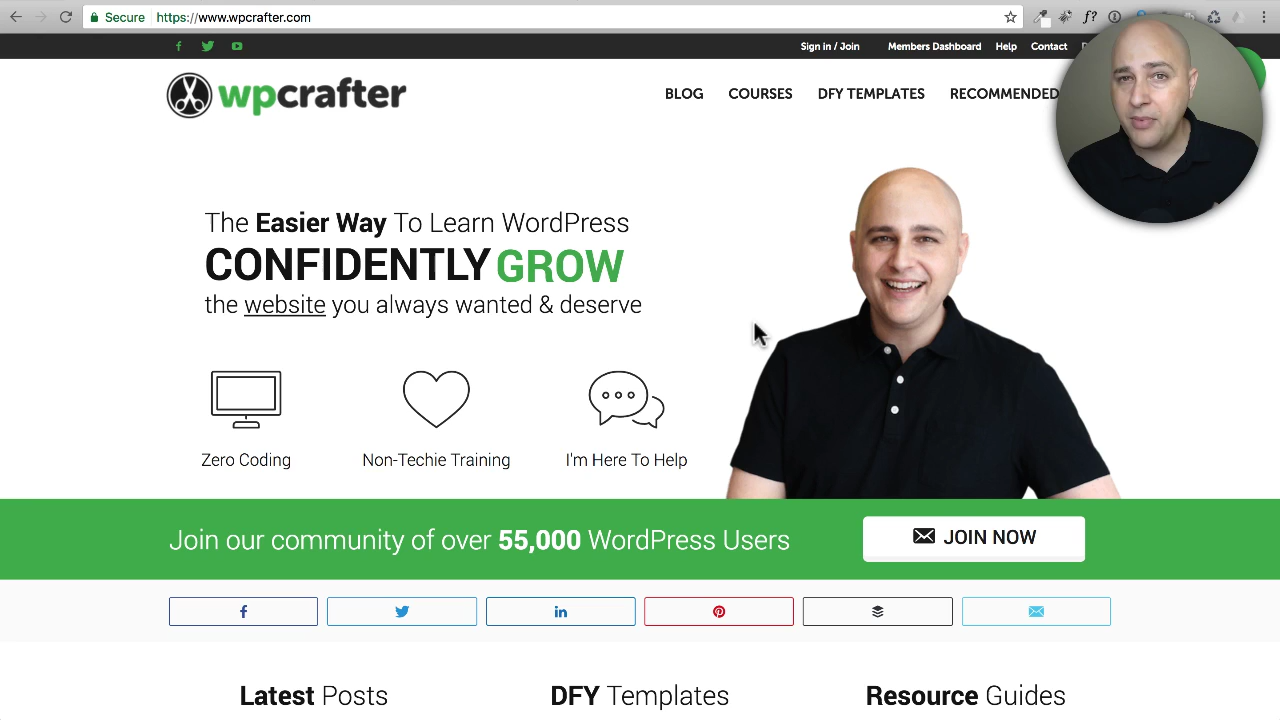 Secure https://www.wpcrafter.com
f?
Sign in / Join Members Dashboard Help Contact
wpcrafter
BLOG COURSES DFY TEMPLATES RECOMMENDED
The Easier Way To Learn WordPress
CONFIDENTLY GROW
the website you always wanted & deserve
Zero Coding Non-Techie Training I'm Here To Help
Join our community of over 55,000 WordPress Users JOIN NOW
Latest Posts DFY Templates Resource Guides